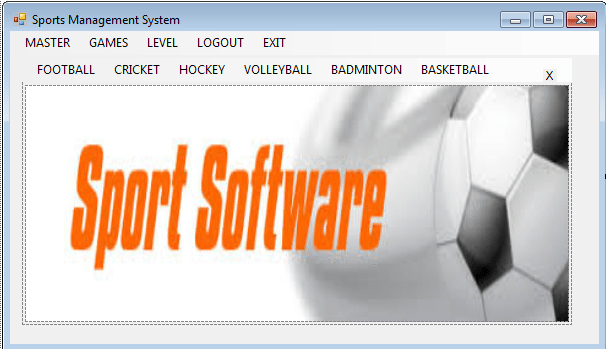 Sports Management System
MASTER GAMES LEVEL LOGOUT EXIT
FOOTBALL CRICKET HOCKEY VOLLEYBALL BADMINTON BASKETBALL
X
Sport Software